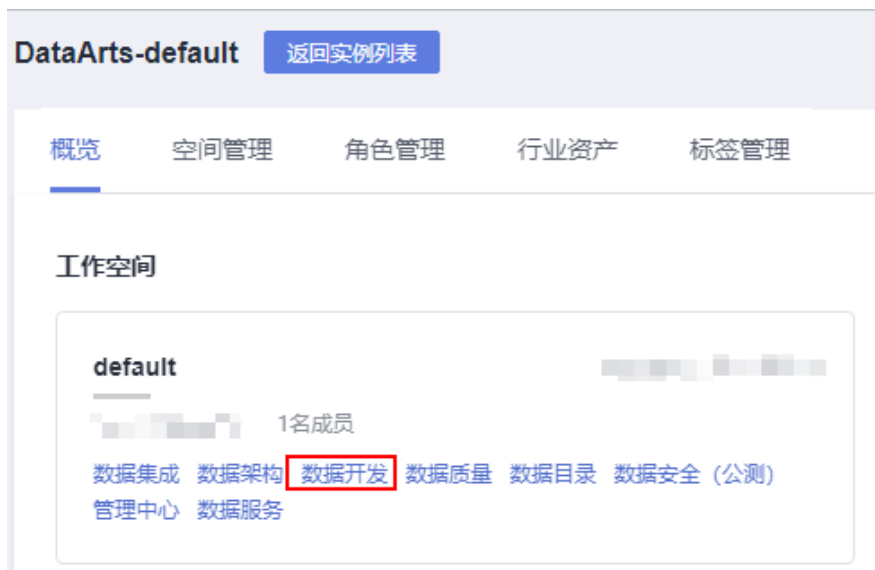 DataArts-default 返回实例列表
概览 空间管理 角色管理 行业资产 标签管理
工作空间
default
1名成员
数据集成 数据架构 数据开发 数据质量 数据目录 数据安全（公测）
管理中心 数据服务